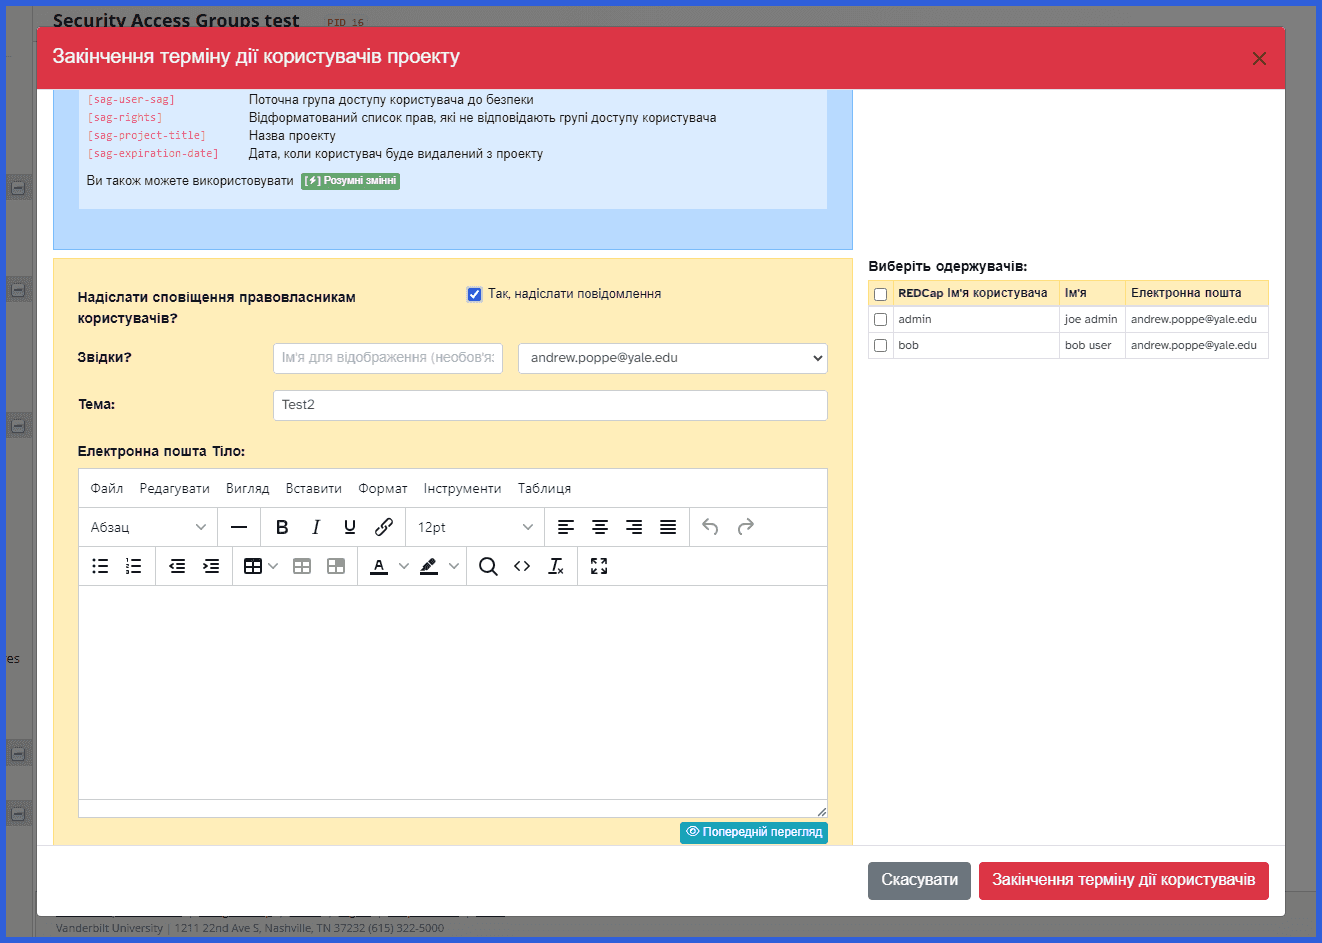 Security Access Groups test PID 16
Закінчення терміну дії користувачів проекту
[sag-user-sag] Поточна група доступу користувача до безпеки
[sag-rights] Відформатований список прав, які не відповідають групі доступу користувача
[sag-project-title] Назва проекту
[sag-expiration-date] Дата, коли користувач буде видалений з проекту
Ви також можете використовувати [⚡] Розумні змінні
Надіслати сповіщення правовласникам
користувачів?
Так, надіслати повідомлення
Звідки? Ім'я для відображення (необов'яз: andrew.poppe@yale.edu
Тема: Test2
Електронна пошта Тіло:
Файл Редагувати Вигляд Вставити Формат Інструменти Таблиця
Абзац B I U 12pt
Попередній перегляд
Виберіть одержувачів:
REDCap Ім'я користувача Ім'я Електронна пошта
admin joe admin andrew.poppe@yale.edu
bob bob user andrew.poppe@yale.edu
Скасувати Закінчення терміну дії користувачів
es
Vanderbilt University | 1211 22nd Ave S, Nashville, TN 37232 (615) 322-5000